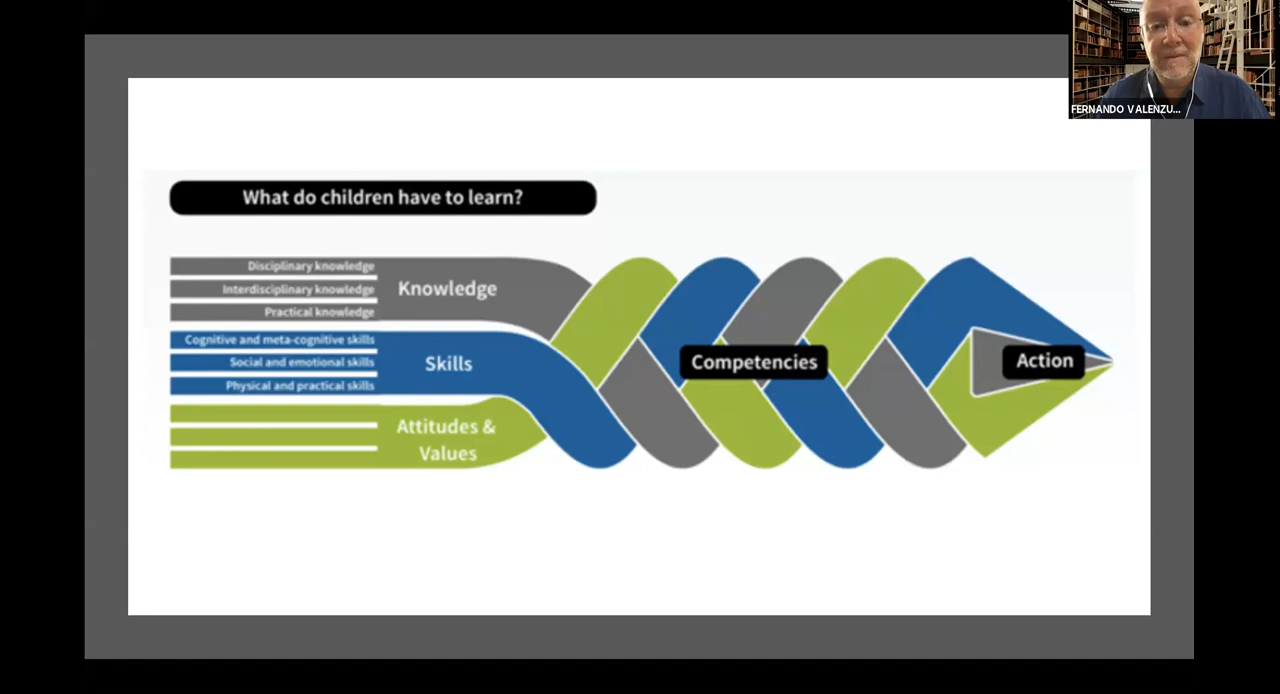 FERNANDO VALENZU...
What do children have to learn?
Disciplinary knowledge
Interdisciplinary knowledge
Practical knowledge
Knowledge
Cognitive and meta-cognitive skills
Social and emotional skills
Physical and practical skills
Skills
Attitudes &
Values
Competencies
Action